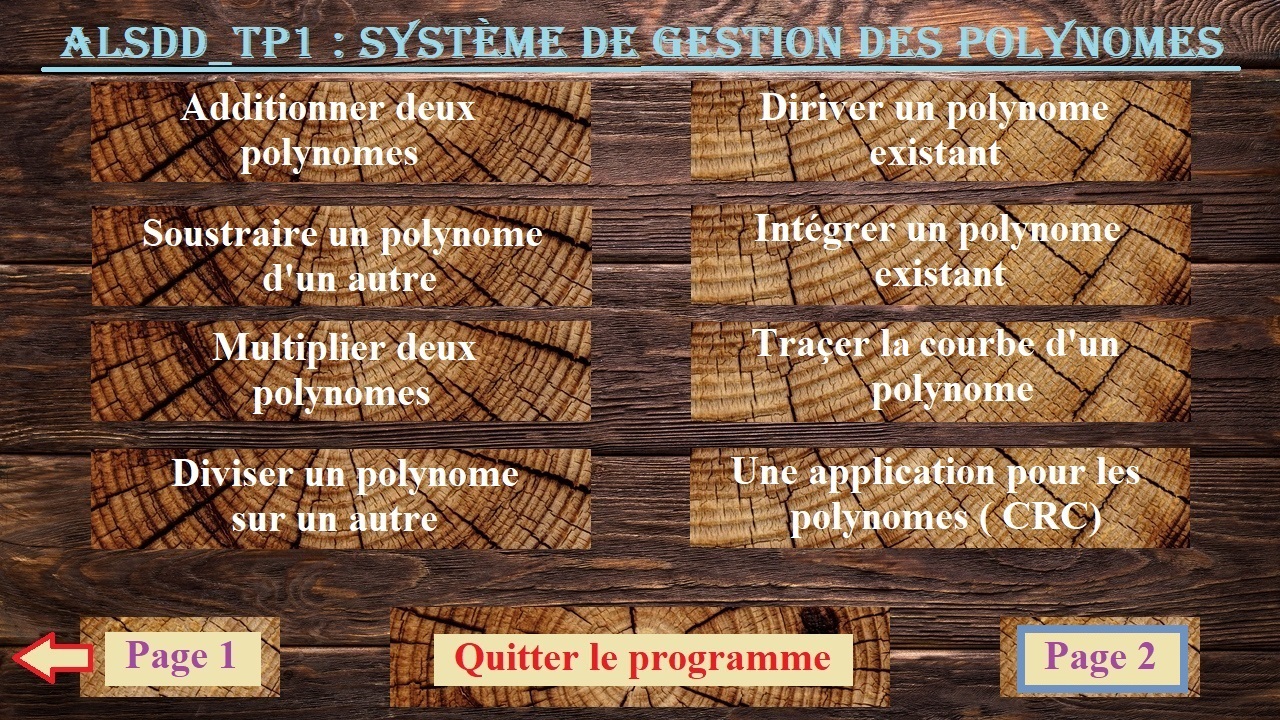 ALSDD_TP1 : SYSTÈME DE GESTION DES POLYNOMES
Additionner deux
polynomes
Soustraire un polynome
d'un autre
Multiplier deux
polynomes
Diviser un polynome
sur un autre
Diriver un polynome
existant
Intégrer un polynome
existant
Traçer la courbe d'un
polynome
Une application pour les
polynomes ( CRC)
Page 1
Quitter le programme
Page 2